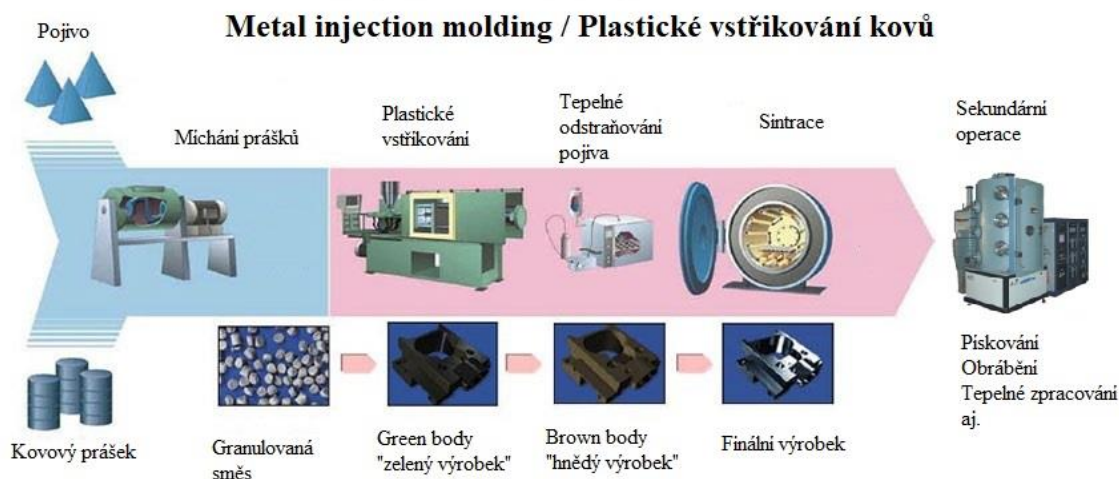 Metal injection molding / Plastické vstřikování kovů
Pojivo
Míchání prášků
Plastické
vstřikování
Tepelné
odstraňování
pojiva
Sintrace
Sekundární
operace
Kovový prášek
Granulovaná
směs
Green body
"zelený výrobek"
Brown body
"hnědý výrobek"
Finální výrobek
Pískování
Obrábění
Tepelné zpracování
aj.